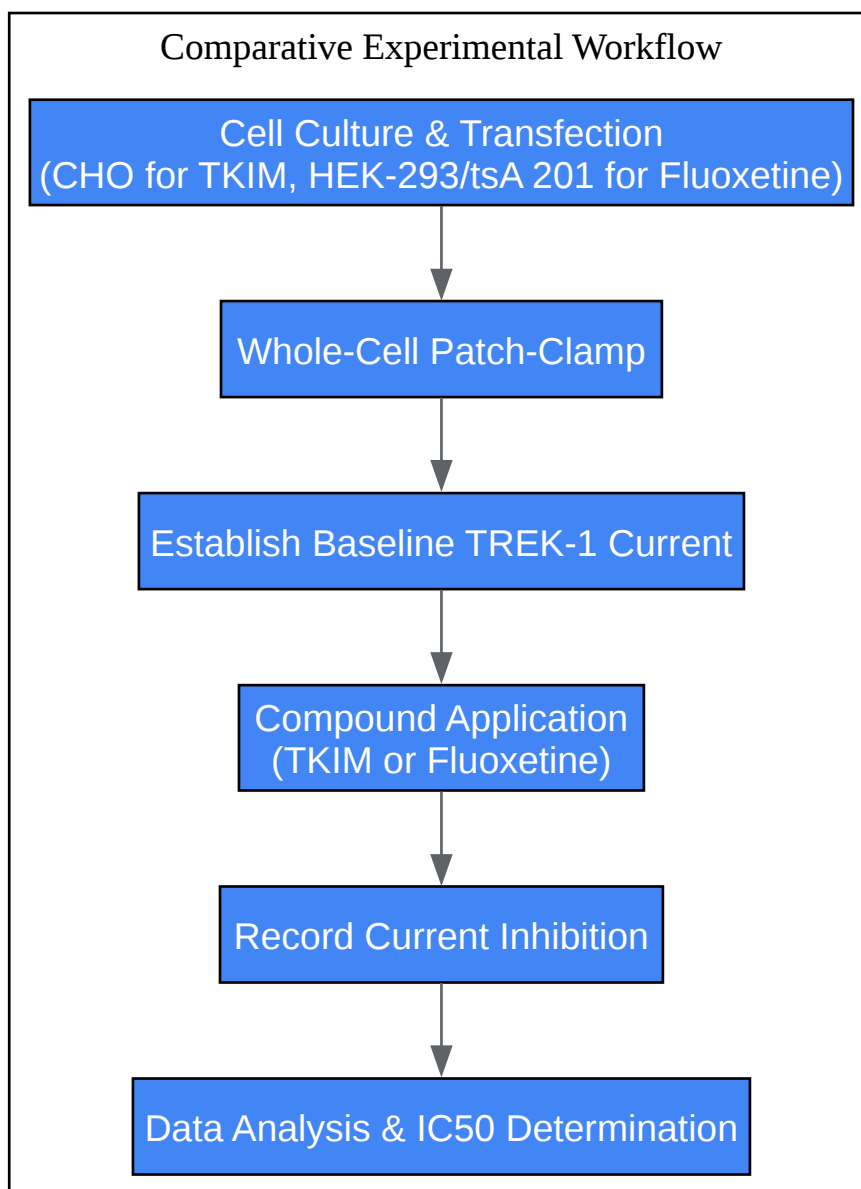 Comparative Experimental Workflow
Cell Culture & Transfection
(CHO for TKIM, HEK-293/tsA 201 for Fluoxetine)
Whole-Cell Patch-Clamp
Establish Baseline TREK-1 Current
Compound Application
(TKIM or Fluoxetine)
Record Current Inhibition
Data Analysis & IC50 Determination